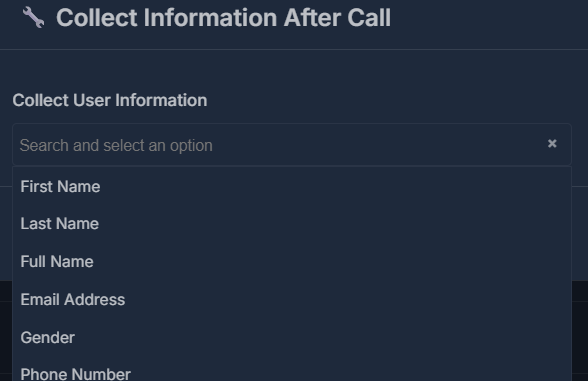 Collect Information After Call
Collect User Information
Search and select an option
First Name
Last Name
Full Name
Email Address
Gender
Phone Number